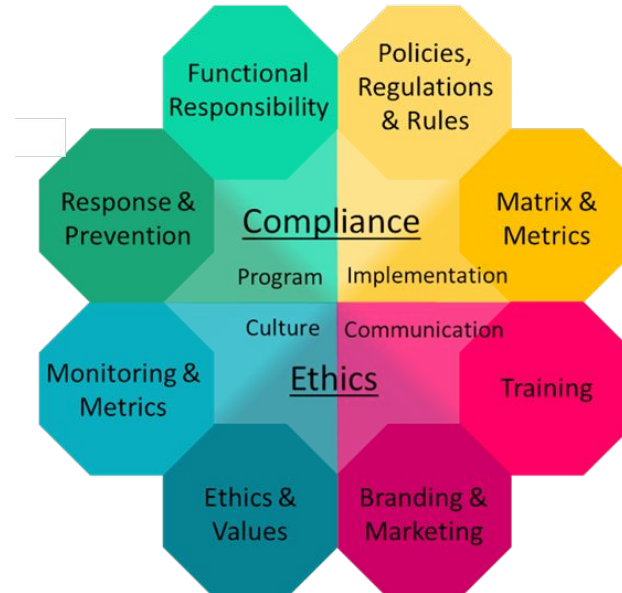 Functional
Responsibility
Policies,
Regulations
& Rules
Response &
Prevention
Compliance
Matrix &
Metrics
Program
Implementation
Culture
Communication
Monitoring &
Metrics
Ethics
Training
Ethics &
Values
Branding &
Marketing